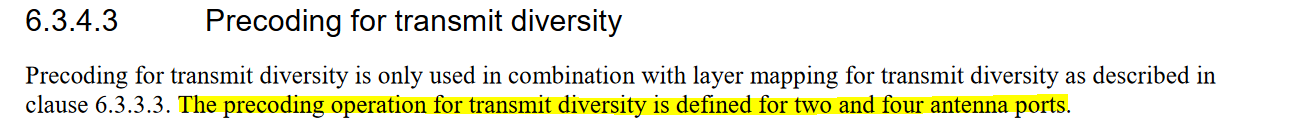 6.3.4.3 Precoding for transmit diversity
Precoding for transmit diversity is only used in combination with layer mapping for transmit diversity as described in
clause 6.3.3.3. The precoding operation for transmit diversity is defined for two and four antenna ports.